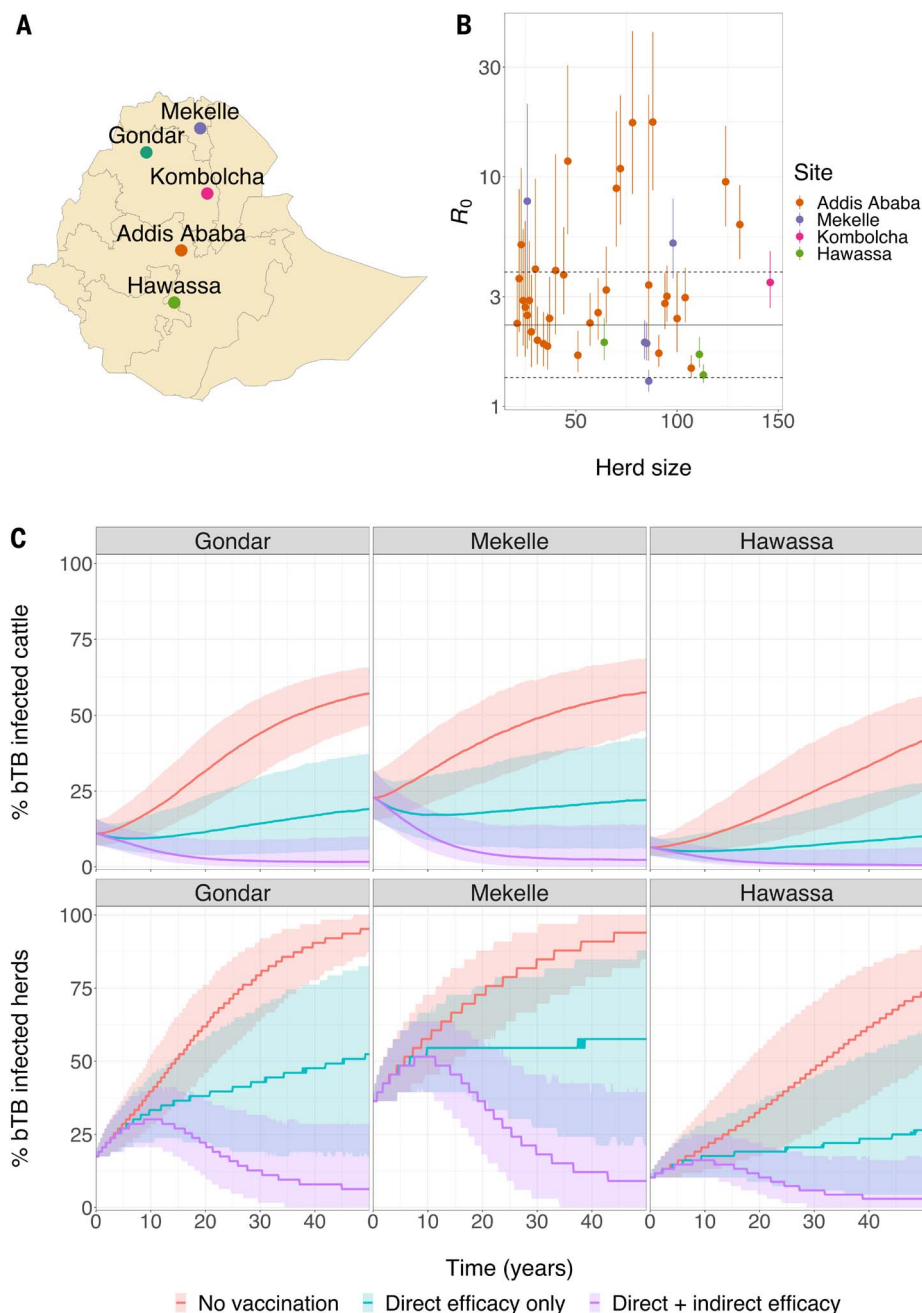 A
Mekelle
Gondar
Kombolcha
Addis Ababa
Hawassa
B
30
10
3
1
R0
50
100
150
Herd size
Site
Addis Ababa
Mekelle
Kombolcha
Hawassa
C
Gondar
Mekelle
Hawassa
% bTB infected cattle
100
75
50
25
0
Gondar
Mekelle
Hawassa
% bTB infected herds
100
75
50
25
0
0 10 20 30 40 0 10 20 30 40 0 10 20 30 40
Time (years)
No vaccination Direct efficacy only Direct + indirect efficacy